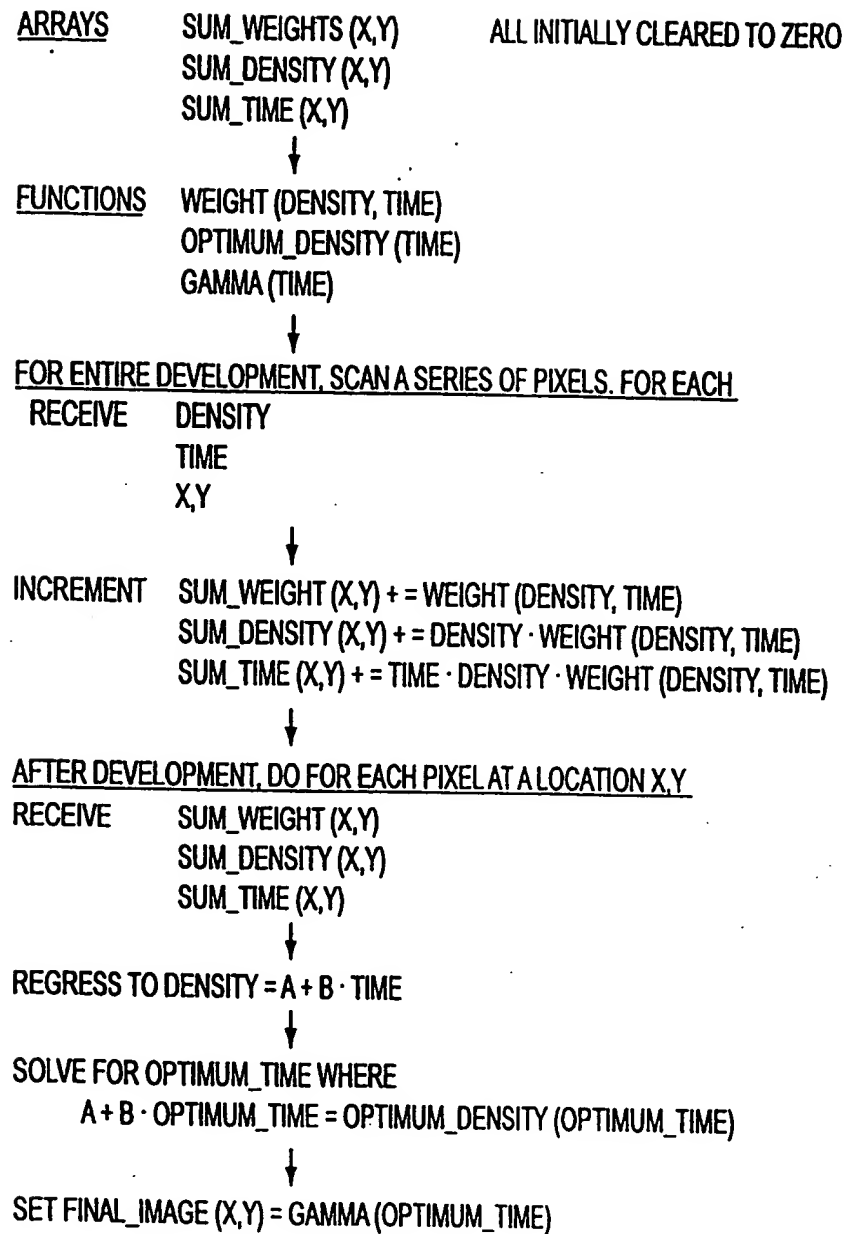 ARRAYS SUM_WEIGHTS (X,Y) ALL INITIALLY CLEARED TO ZERO
SUM_DENSITY (X,Y)
SUM_TIME (X,Y)
FUNCTIONS WEIGHT (DENSITY, TIME)
OPTIMUM_DENSITY (TIME)
GAMMA (TIME)
FOR ENTIRE DEVELOPMENT, SCAN A SERIES OF PIXELS. FOR EACH
RECEIVE DENSITY
TIME
X,Y
INCREMENT SUM_WEIGHT (X,Y) + = WEIGHT (DENSITY, TIME)
SUM_DENSITY (X,Y) + = DENSITY · WEIGHT (DENSITY, TIME)
SUM_TIME (X,Y) + = TIME · DENSITY · WEIGHT (DENSITY, TIME)
AFTER DEVELOPMENT, DO FOR EACH PIXEL AT A LOCATION X,Y
RECEIVE SUM_WEIGHT (X,Y)
SUM_DENSITY (X,Y)
SUM_TIME (X,Y)
REGRESS TO DENSITY = A + B · TIME
SOLVE FOR OPTIMUM_TIME WHERE
A + B · OPTIMUM_TIME = OPTIMUM_DENSITY (OPTIMUM_TIME)
SET FINAL_IMAGE (X,Y) = GAMMA (OPTIMUM_TIME)